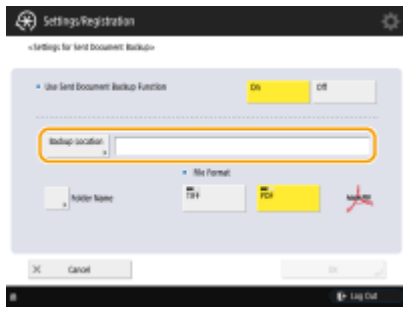 Settings/Registration
<Settings for Sent Document Backup>
Use Sent Document Backup Function
On
Off
Backup Location
File Format
Folder Name
TIFF
PDF
Cancel
OK
Log Out